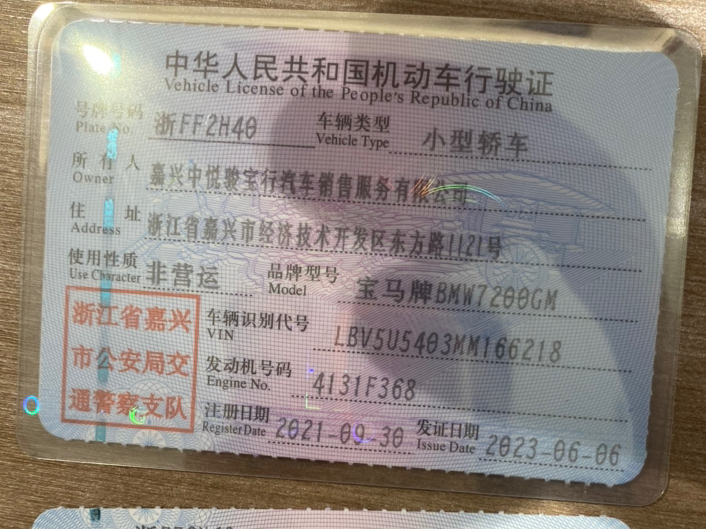 中华人民共和国机动车行驶证
Vehicle License of the People's Republic of China
号牌号码 浙FF2H40 车辆类型 小型轿车
Plate No. Vehicle Type
所有人 嘉兴中悦骏宝行汽车销售服务有限公司
Owner
住址 浙江省嘉兴市经济技术开发区东方路1121号
Address
使用性质 非营运 品牌型号 宝马牌BMW7200GM
Use Character Model
浙江省嘉兴
市公安局交
通警察支队
车辆识别代号 LBV5U5403MM166218
VIN
发动机号码 4131F368
Engine No.
注册日期 2021-09-30 发证日期 2023-06-06
Register Date Issue Date